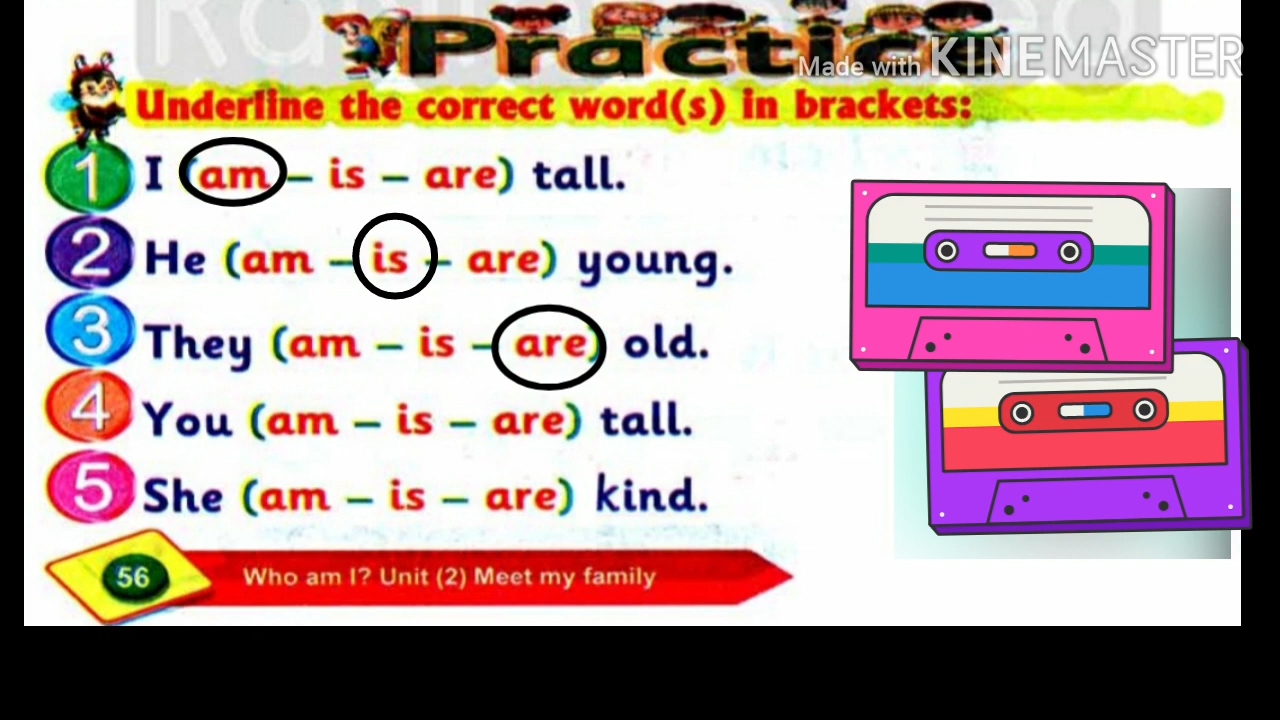 Practice
Made with KINEMASTER
Underline the correct word(s) in brackets:
1 I (am – is – are) tall.
2 He (am – is – are) young.
3 They (am – is – are) old.
4 You (am – is – are) tall.
5 She (am – is – are) kind.
56 Who am I? Unit (2) Meet my family